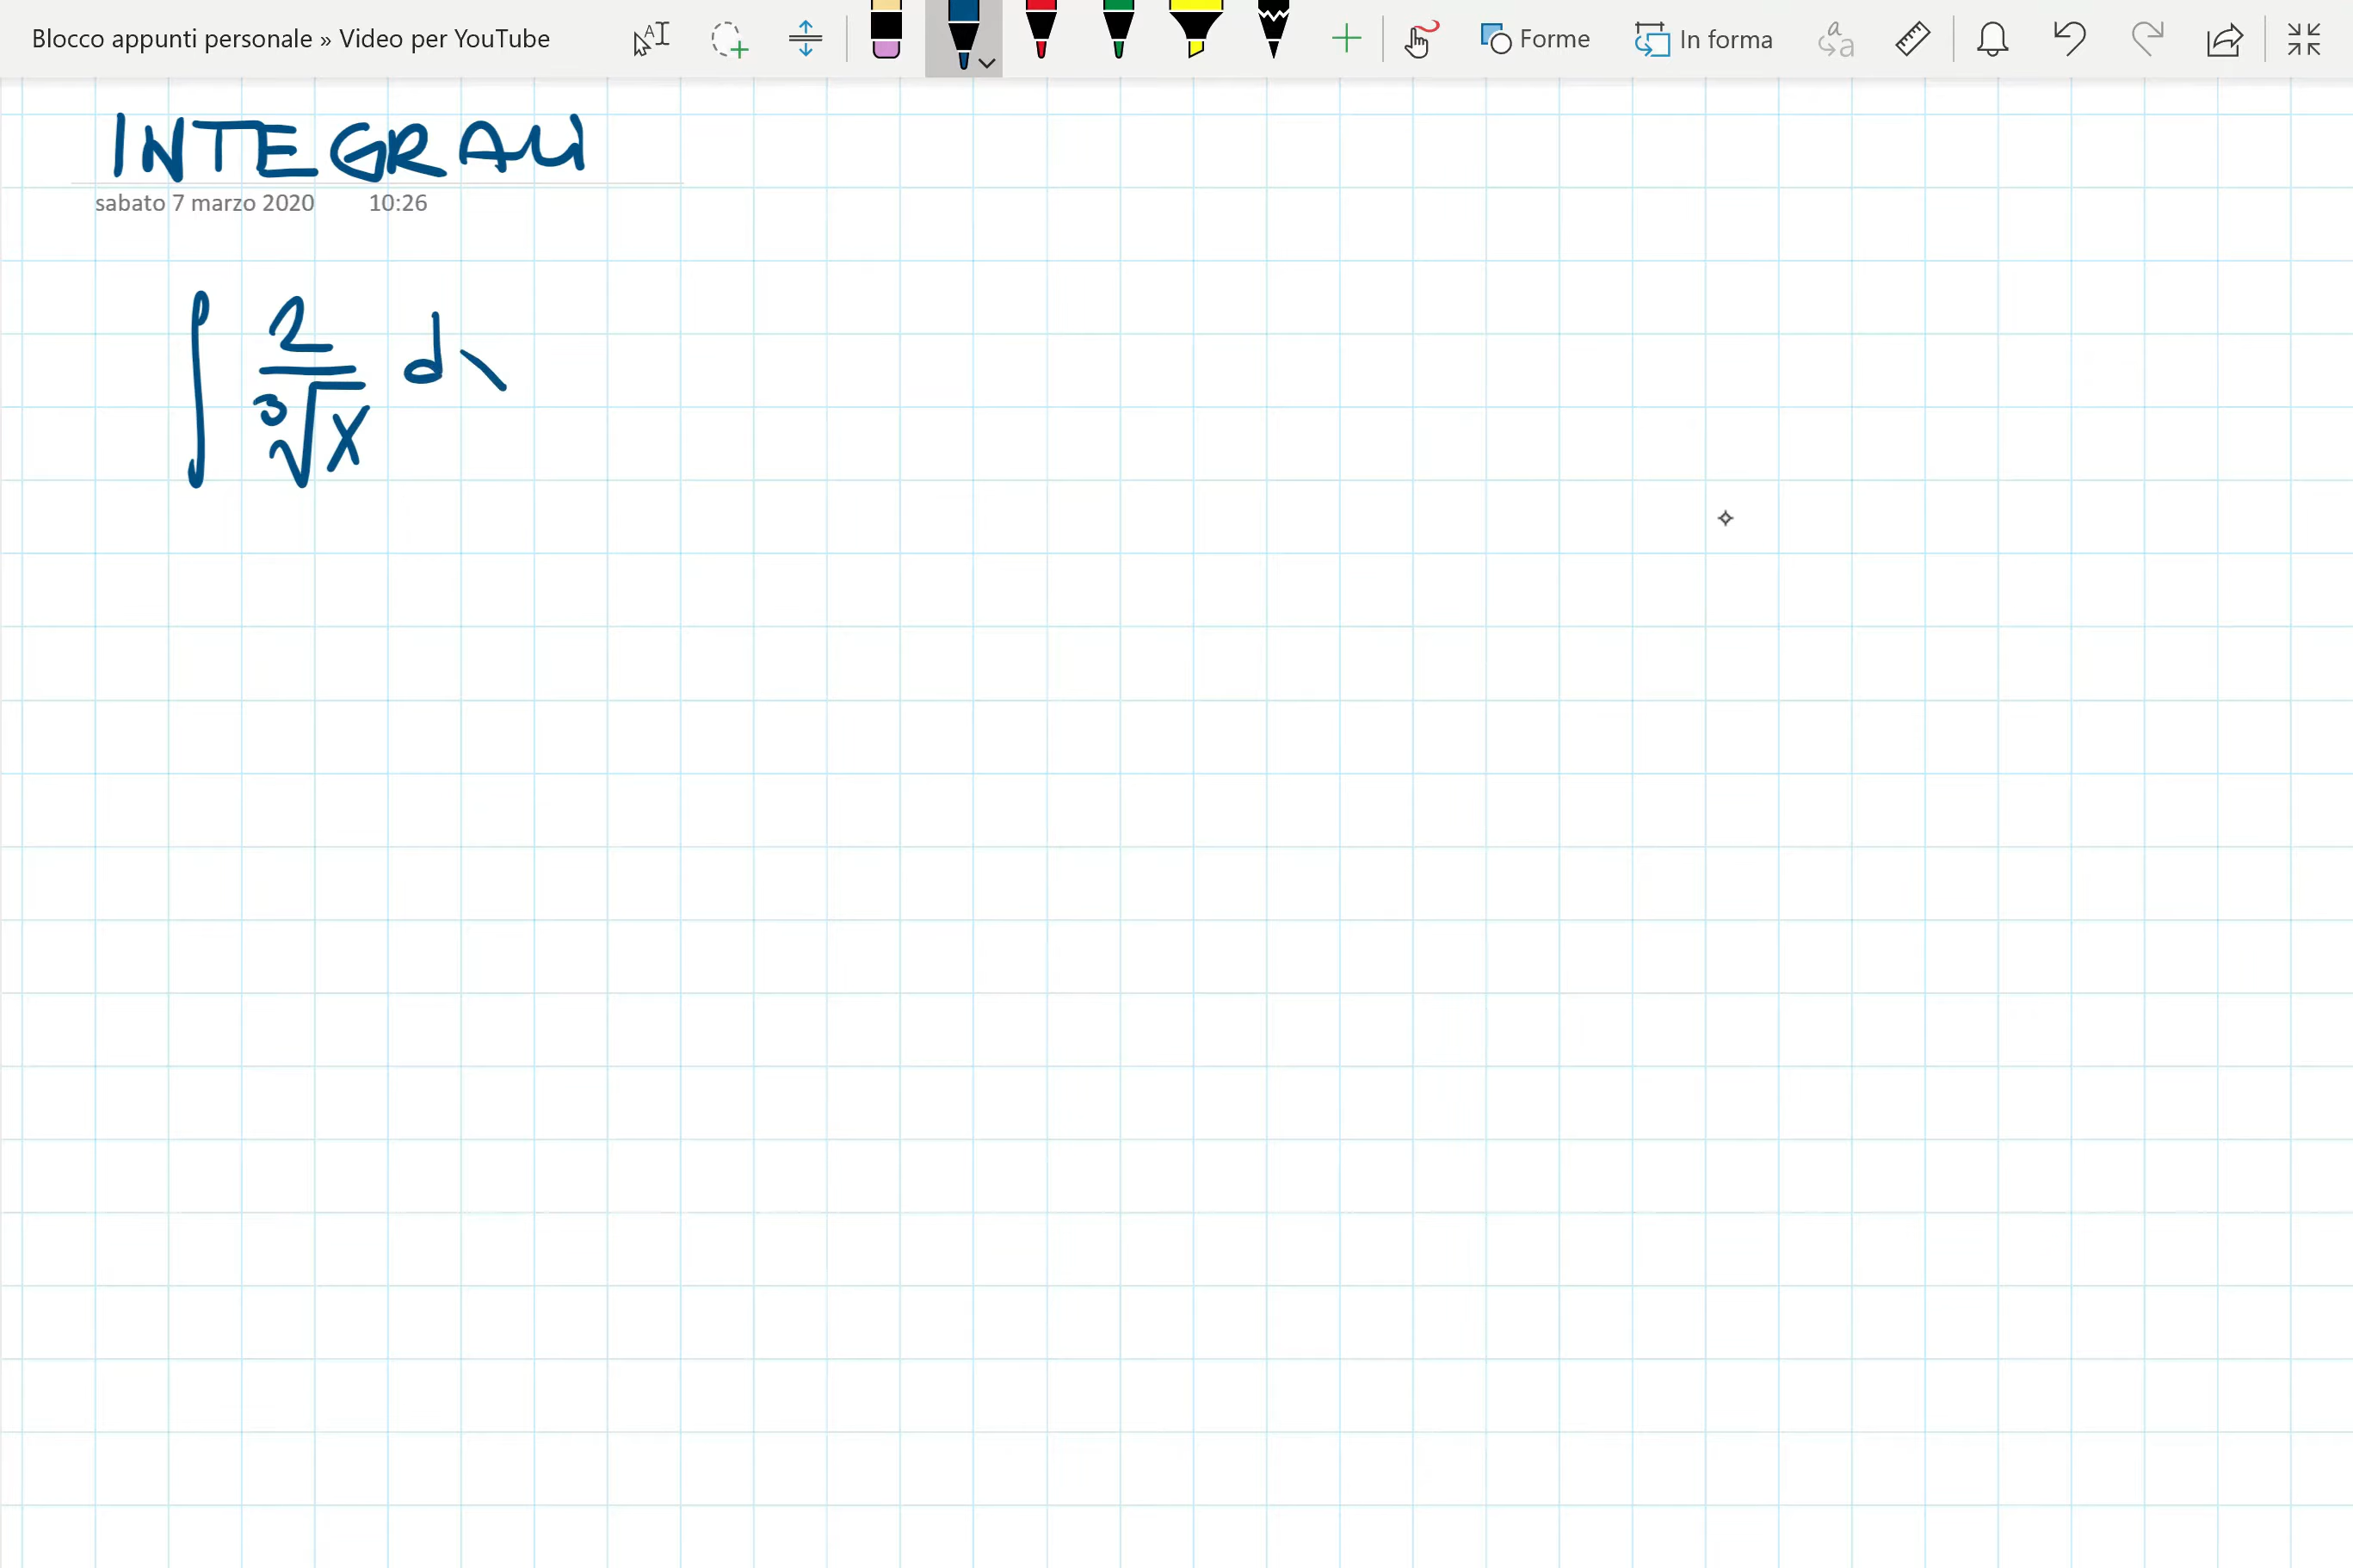 Blocco appunti personale » Video per YouTube
Forme
In forma
INTEGRALI
sabato 7 marzo 2020 10:26
∫ 2/∛x d\